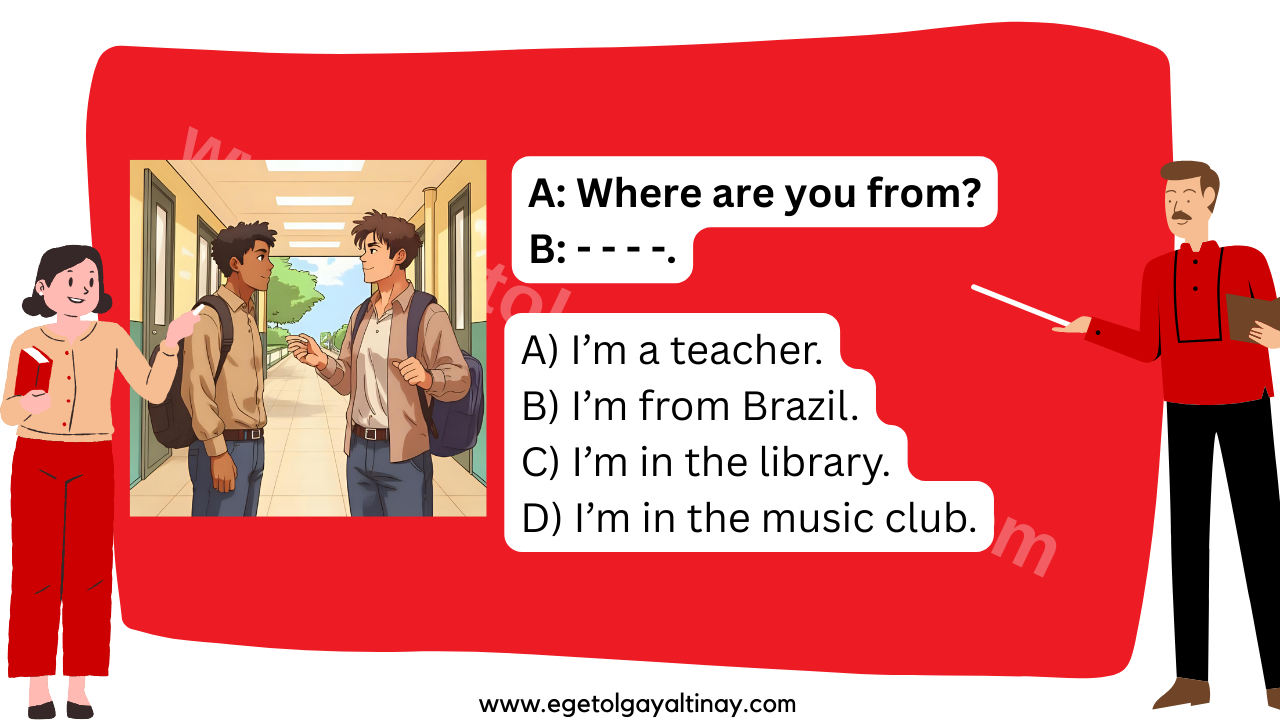 A: Where are you from?
B: - - - -.
A) I’m a teacher.
B) I’m from Brazil.
C) I’m in the library.
D) I’m in the music club.
www.egetolgayaltinay.com